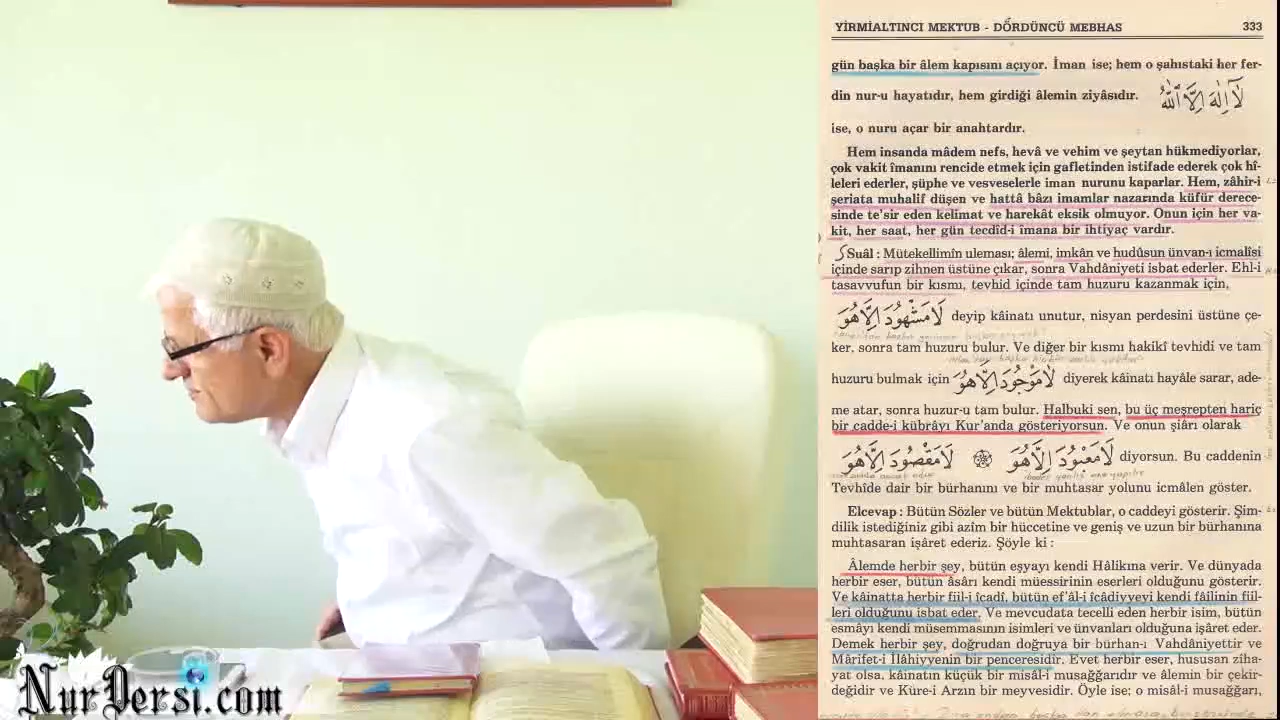 YİRMİALTINCI MEKTUB - DÖRDÜNCÜ MEBHAS 333
gün başka bir âlem kapısını açıyor. İman ise; hem o şahıstaki her fer-
din nur-u hayatıdır, hem girdiği âlemin ziyâsıdır. لَٓا اِلٰهَ اِلَّا اللّٰهُ
ise, o nuru açar bir anahtardır.
Hem insanda mâdem nefs, hevâ ve vehim ve şeytan hükmediyorlar,
çok vakit îmanını rencide etmek için gafletinden istifade ederek çok hî-
leleri ederler, şüphe ve vesveselerle iman nurunu kaparlar. Hem, zâhir-i
şeriata muhalif düşen ve hattâ bâzı imamlar nazarında küfür derece-
sinde te'sir eden kelimat ve harekât eksik olmuyor. Onun için her va-
kit, her saat, her gün tecdîd-i îmana bir ihtiyaç vardır.
Suâl : Mütekellimîn uleması; âlemi, imkân ve hudûsun ünvan-ı icmalîsi
içinde sarıp zihnen üstüne çıkar, sonra Vahdâniyeti isbat ederler. Ehl-i
tasavvufun bir kısmı, tevhid içinde tam huzuru kazanmak için,
لَا مَشْهُودَ اِلَّا هُوَ deyip kâinatı unutur, nisyan perdesini üstüne çe-
ker, sonra tam huzuru bulur. Ve diğer bir kısmı hakikî tevhidi ve tam
huzuru bulmak için لَا مَوْجُودَ اِلَّا هُوَ diyerek kâinatı hayâle sarar, ade-
me atar, sonra huzur-u tam bulur. Halbuki sen, bu üç meşrepten hariç
bir cadde-i kübrâyı Kur'anda gösteriyorsun. Ve onun şiârı olarak
لَا مَعْبُودَ اِلَّا هُوَ ۞ لَا مَقْصُودَ اِلَّا هُوَ diyorsun. Bu caddenin
Tevhîde dair bir bürhanını ve bir muhtasar yolunu icmâlen göster.
Elcevap : Bütün Sözler ve bütün Mektublar, o caddeyi gösterir. Şim-
dilik istediğiniz gibi azîm bir hüccetine ve geniş ve uzun bir bürhanına
muhtasaran işâret ederiz. Şöyle ki :
Âlemde herbir şey, bütün eşyayı kendi Hâlikına verir. Ve dünyada
herbir eser, bütün âsârı kendi müessirinin eserleri olduğunu gösterir.
Ve kâinatta herbir fiil-i îcadî, bütün ef'âl-i îcâdiyyeyi kendi fâilinin fiil-
leri olduğunu isbat eder. Ve mevcudata tecelli eden herbir isim, bütün
esmâyı kendi müsemmasının isimleri ve ünvanları olduğuna işâret eder.
Demek herbir şey, doğrudan doğruya bir bürhan-ı Vahdâniyettir ve
Mârifet-i İlâhiyyenin bir penceresidir. Evet herbir eser, hususan zîha-
yat olsa, kâinatın küçük bir misâl-i musağğarıdır ve âlemin bir çekir-
değidir ve Küre-i Arzın bir meyvesidir. Öyle ise; o misâl-i musağğarı,
NurDersi.com